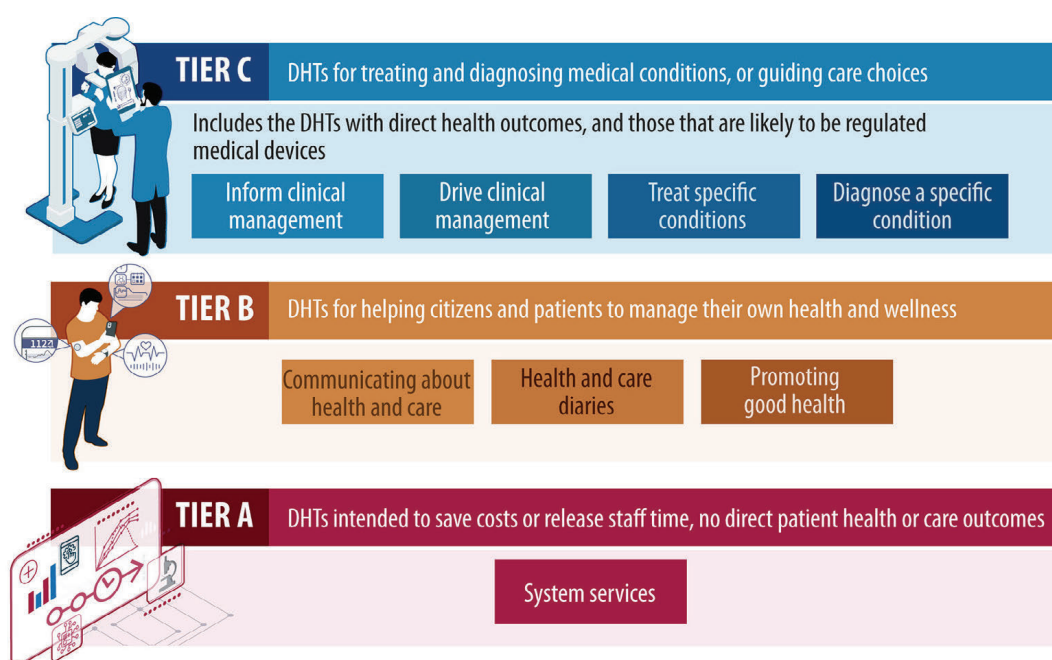 TIER C
DHTs for treating and diagnosing medical conditions, or guiding care choices
Includes the DHTs with direct health outcomes, and those that are likely to be regulated
medical devices
Inform clinical
management
Drive clinical
management
Treat specific
conditions
Diagnose a specific
condition
TIER B
DHTs for helping citizens and patients to manage their own health and wellness
1124
Communicating about
health and care
Health and care
diaries
Promoting
good health
TIER A
DHTs intended to save costs or release staff time, no direct patient health or care outcomes
System services